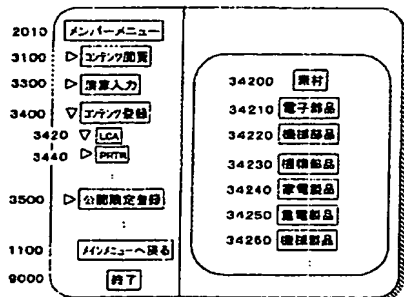 2010 メンバーメニュー
3100 ▷ コンテンツ閲覧
3300 ▷ 演算入力
3400 ▽ コンテンツ登録
3420 ▽ LCA
3440 ▷ PRTR
3500 ▷ 公開限定登録
:
1100 メインメニューへ戻る
9000 終了
34200 素材
34210 電子部品
34220 機械部品
34230 部品
34240 家電製品
34250 重電製品
34260 機械部品
: